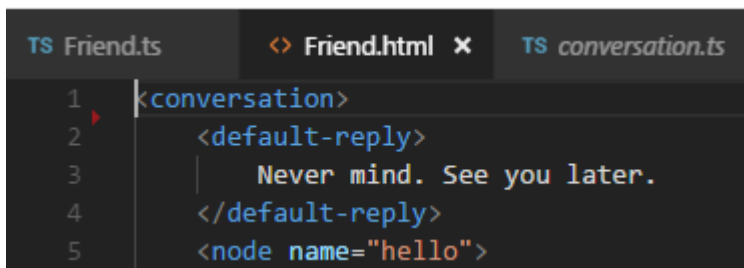 TS Friend.ts <> Friend.html × TS conversation.ts
1 <conversation>
2 <default-reply>
3 Never mind. See you later.
4 </default-reply>
5 <node name="hello">